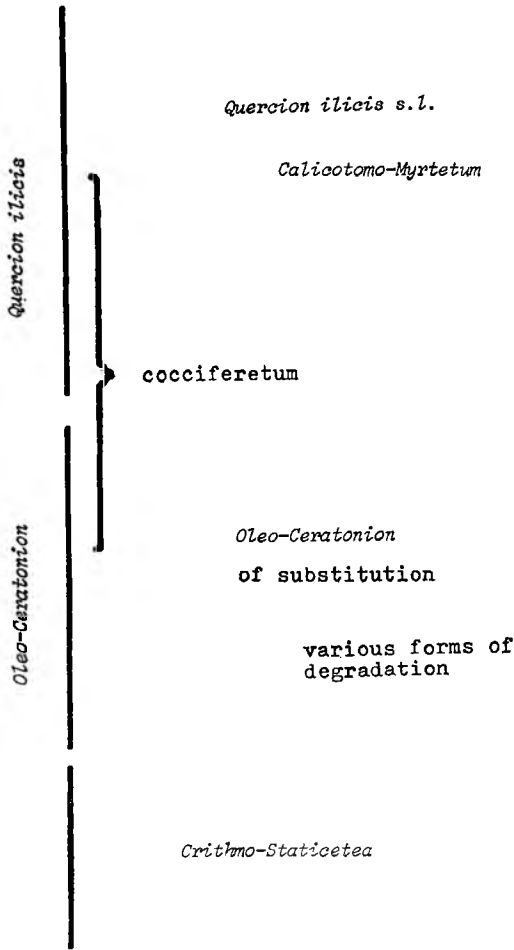 Quercion ilicis s.l.
Calicotomo-Myrtetum
Quercion ilicis
cocciferetum
Oleo-Ceratonion
of substitution
Oleo-Ceratonion
various forms of
degradation
Crithmo-Staticetea